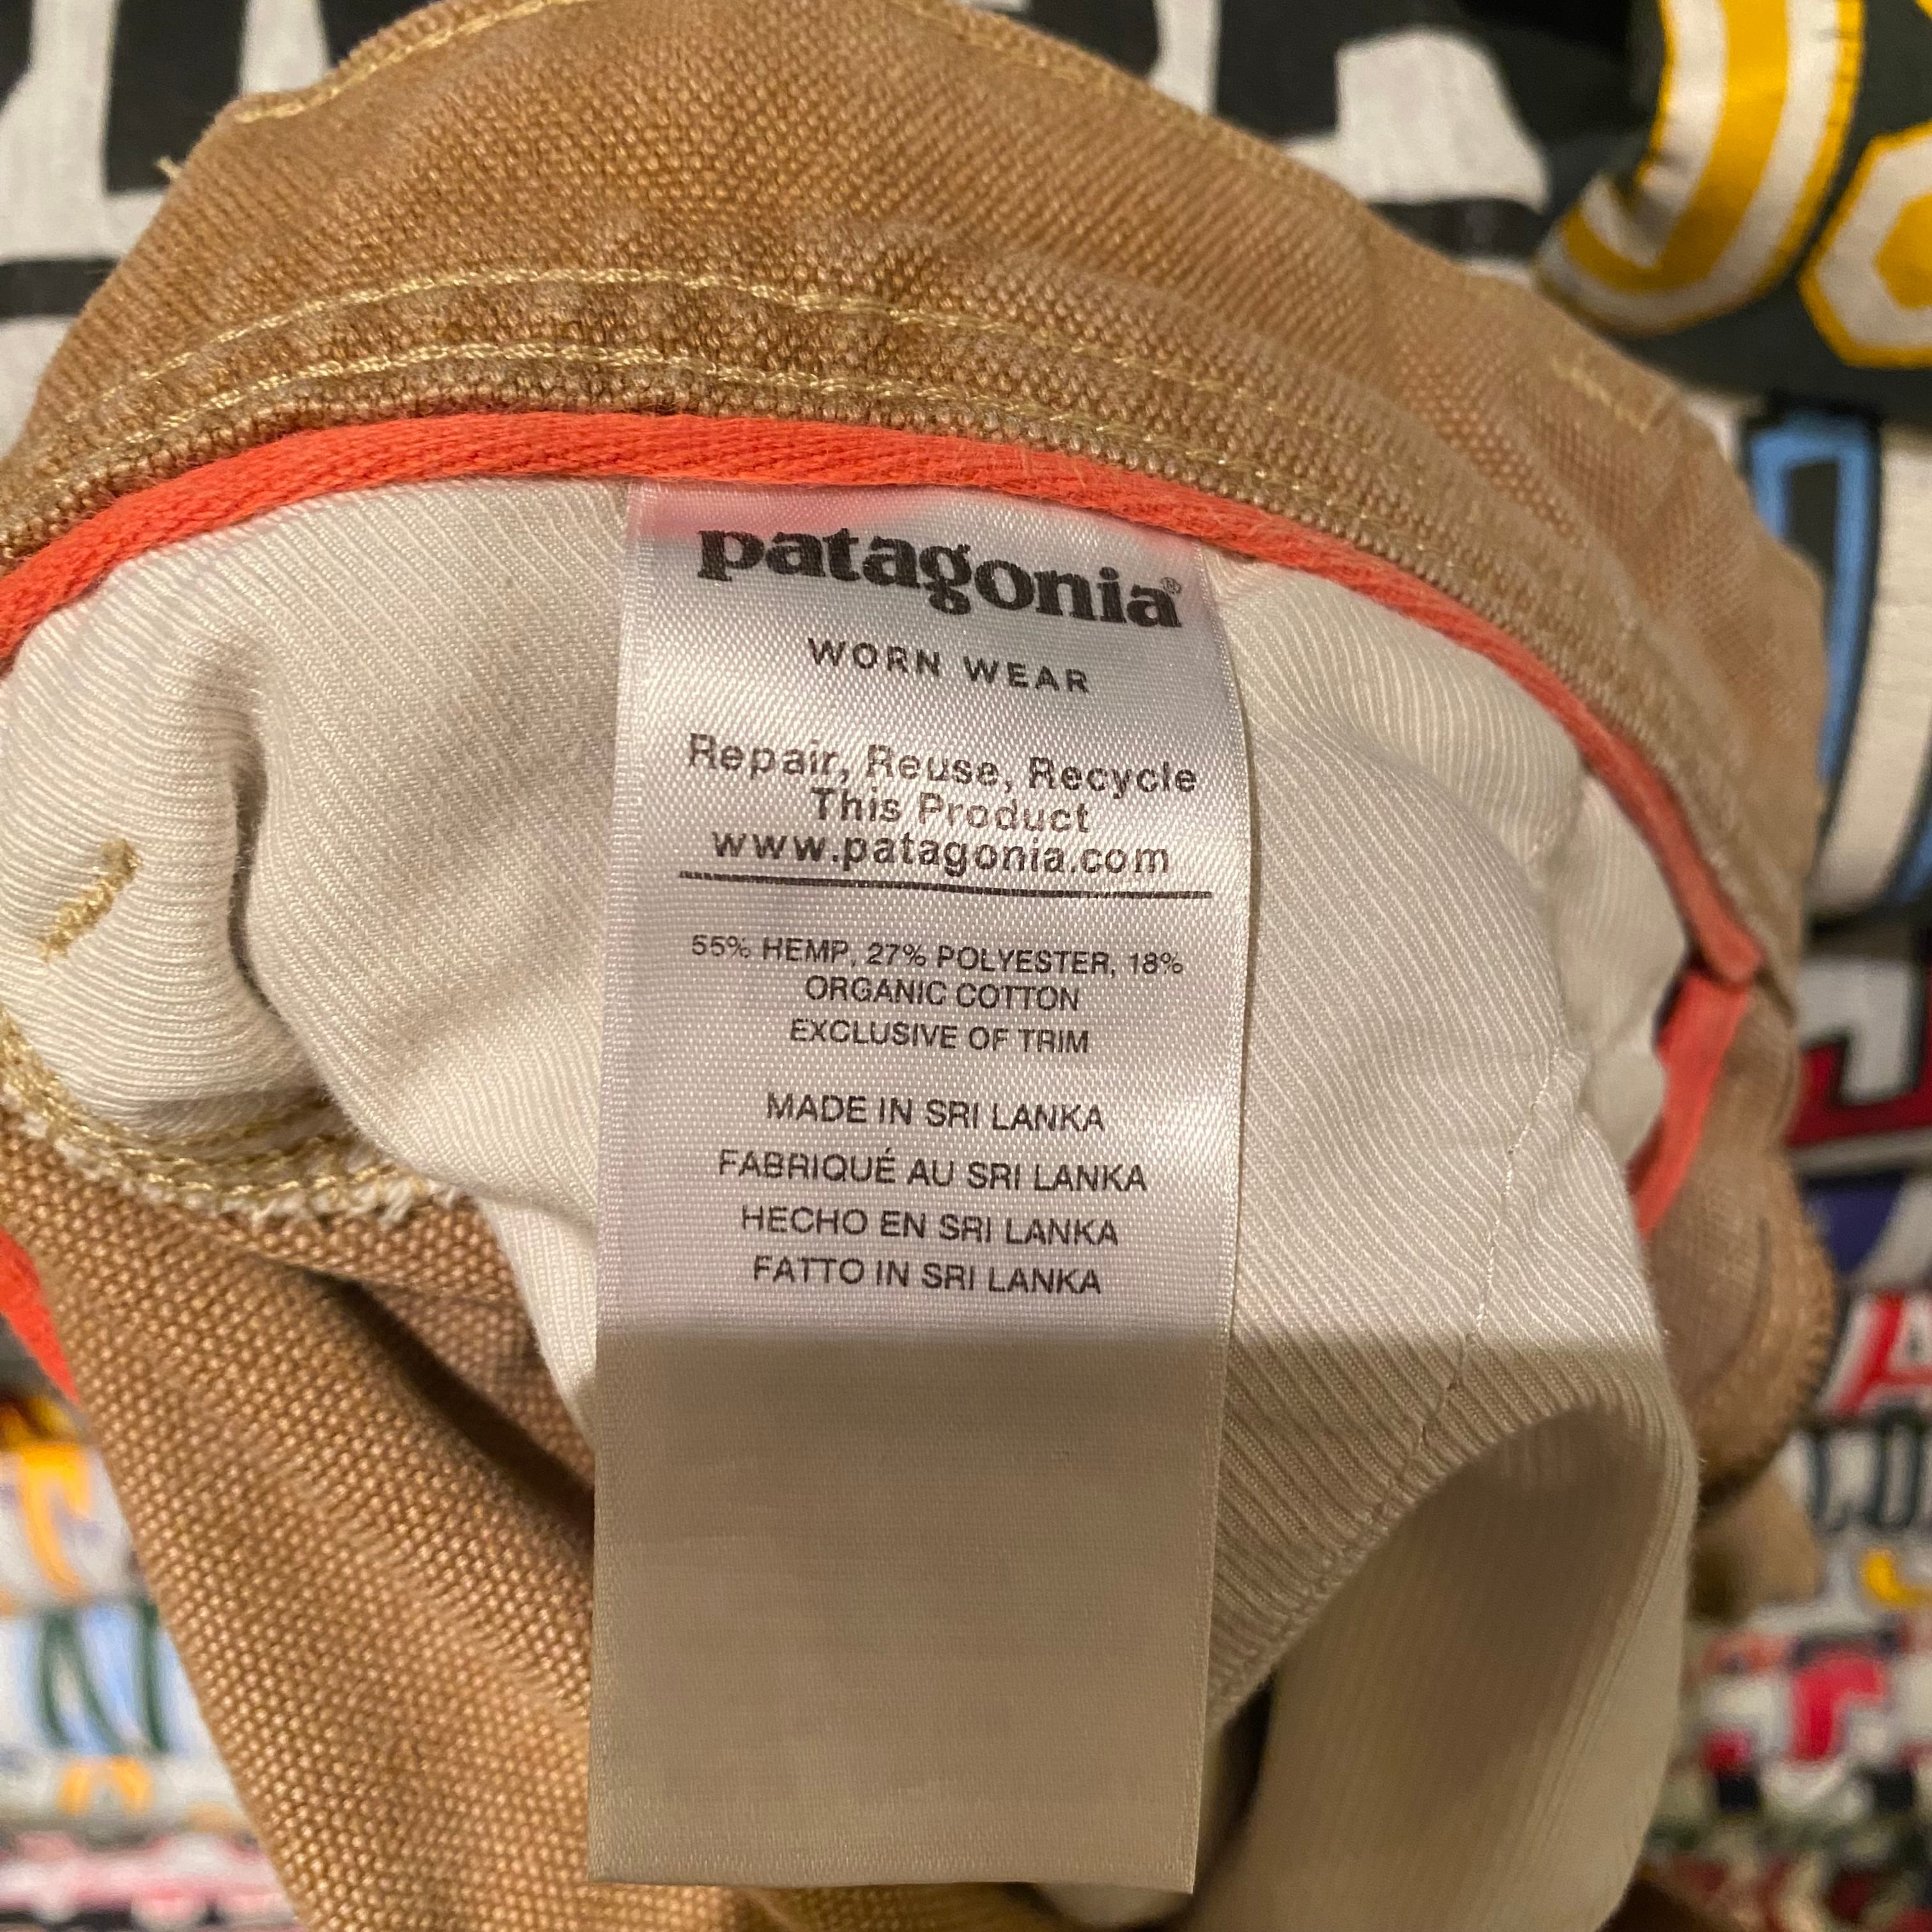 patagonia®
WORN WEAR
Repair, Reuse, Recycle
This Product
www.patagonia.com
55% HEMP, 27% POLYESTER, 18%
ORGANIC COTTON
EXCLUSIVE OF TRIM
MADE IN SRI LANKA
FABRIQUÉ AU SRI LANKA
HECHO EN SRI LANKA
FATTO IN SRI LANKA